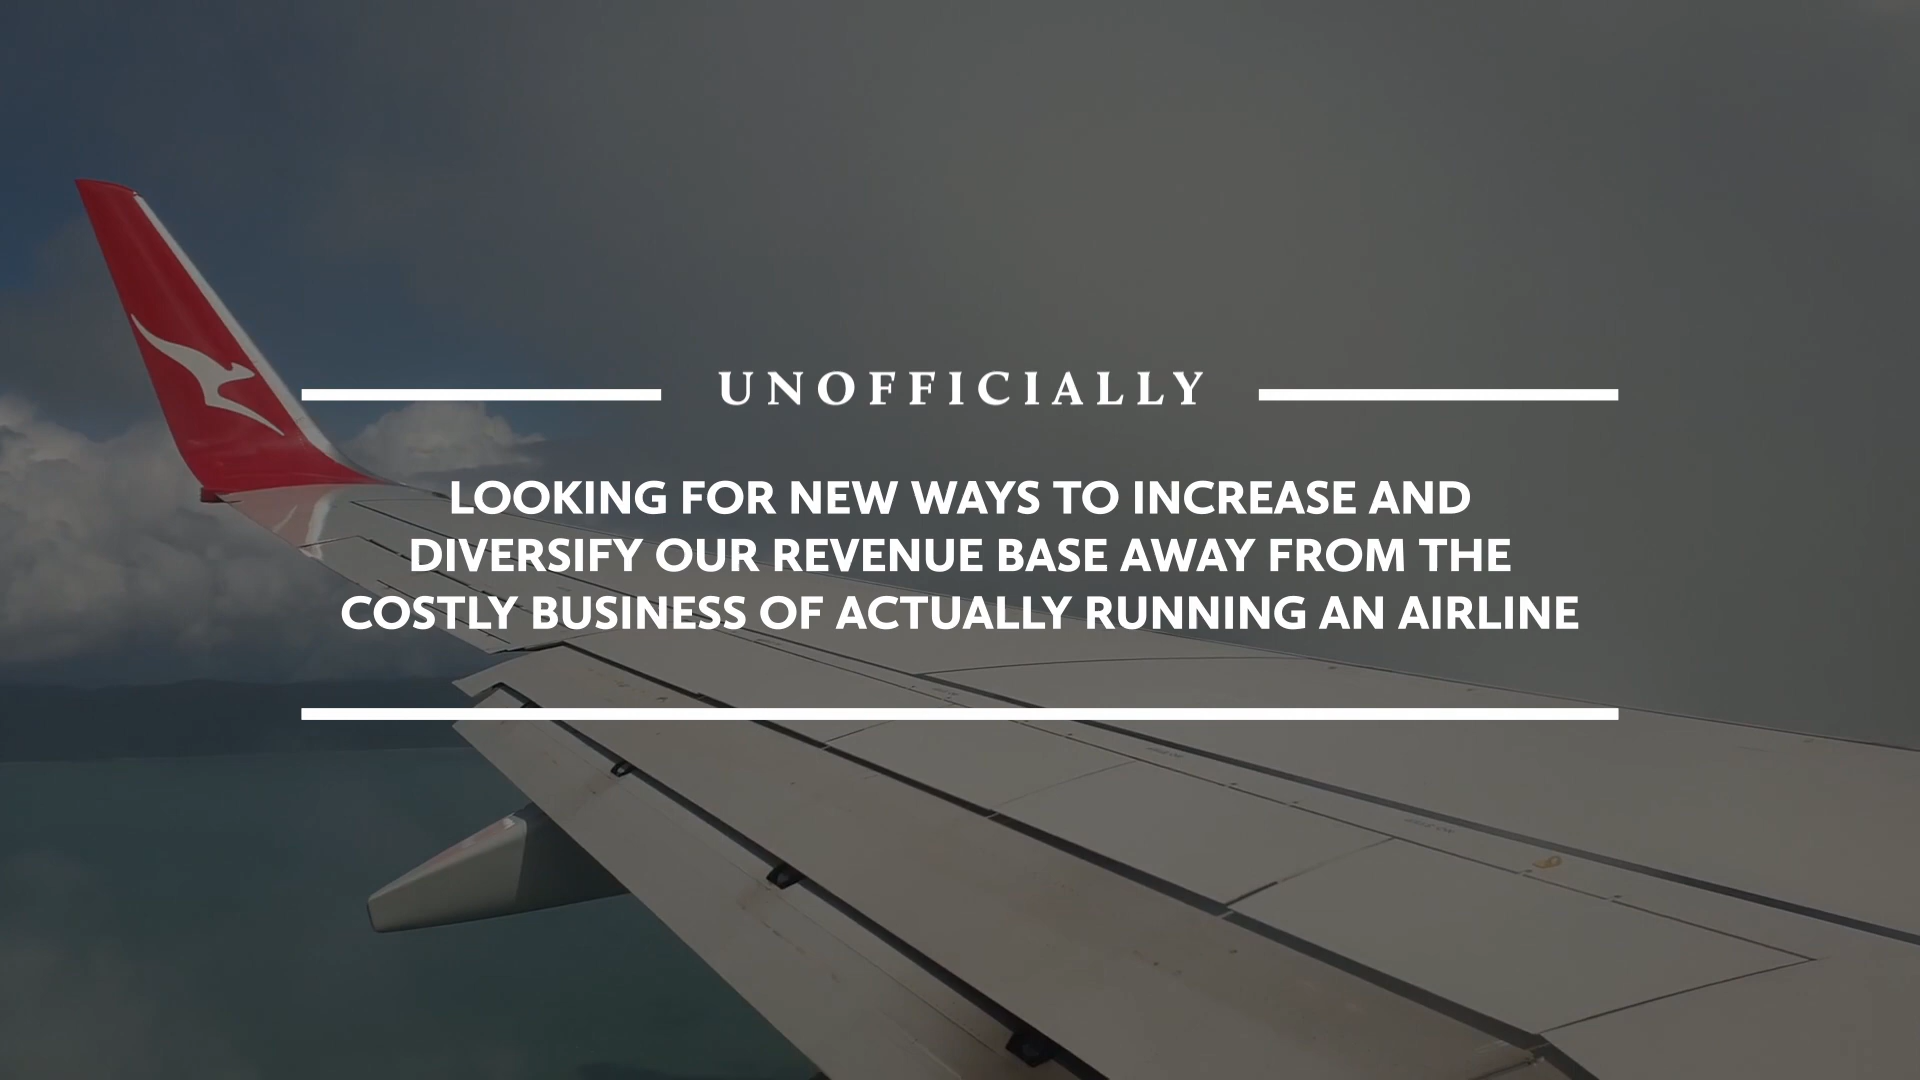 UNOFFICIALLY
LOOKING FOR NEW WAYS TO INCREASE AND
DIVERSIFY OUR REVENUE BASE AWAY FROM THE
COSTLY BUSINESS OF ACTUALLY RUNNING AN AIRLINE